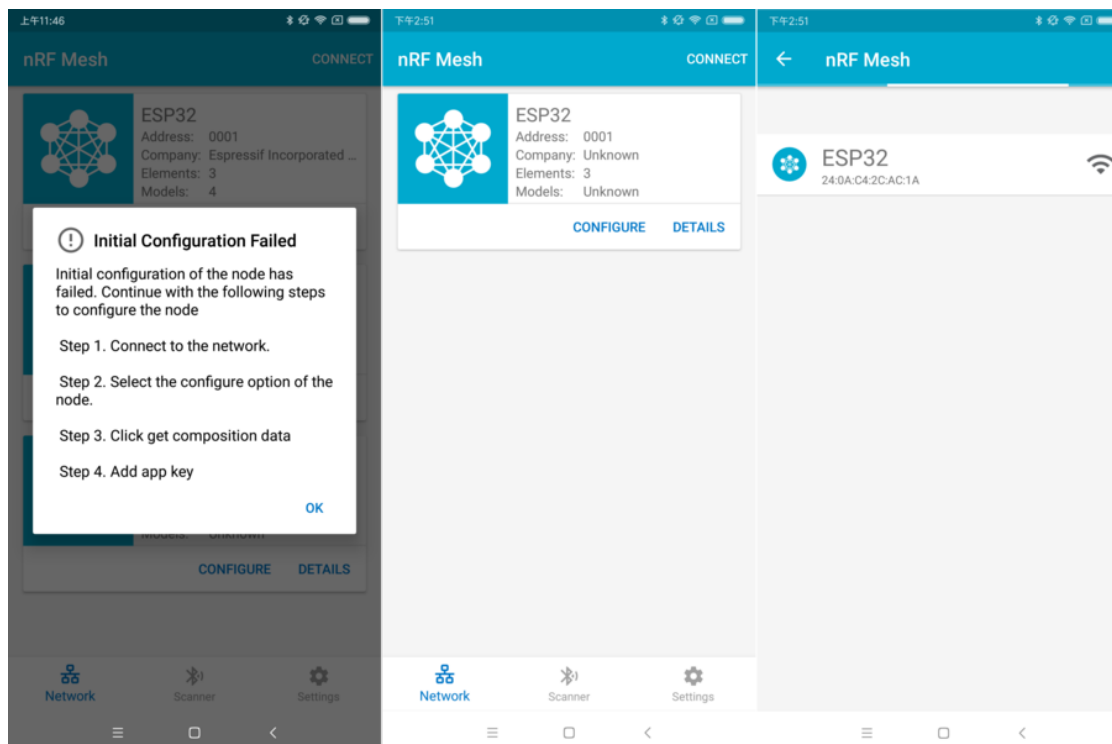 上午11:46
nRF Mesh
CONNECT
ESP32
Address: 0001
Company: Espressif Incorporated ...
Elements: 3
Models: 4
Initial Configuration Failed
Initial configuration of the node has
failed. Continue with the following steps
to configure the node
Step 1. Connect to the network.
Step 2. Select the configure option of the
node.
Step 3. Click get composition data
Step 4. Add app key
OK
Models: Unknown
CONFIGURE DETAILS
Network
Scanner
Settings
下午2:51
nRF Mesh
CONNECT
ESP32
Address: 0001
Company: Unknown
Elements: 3
Models: Unknown
CONFIGURE DETAILS
Network
Scanner
Settings
下午2:51
nRF Mesh
ESP32
24:0A:C4:2C:AC:1A